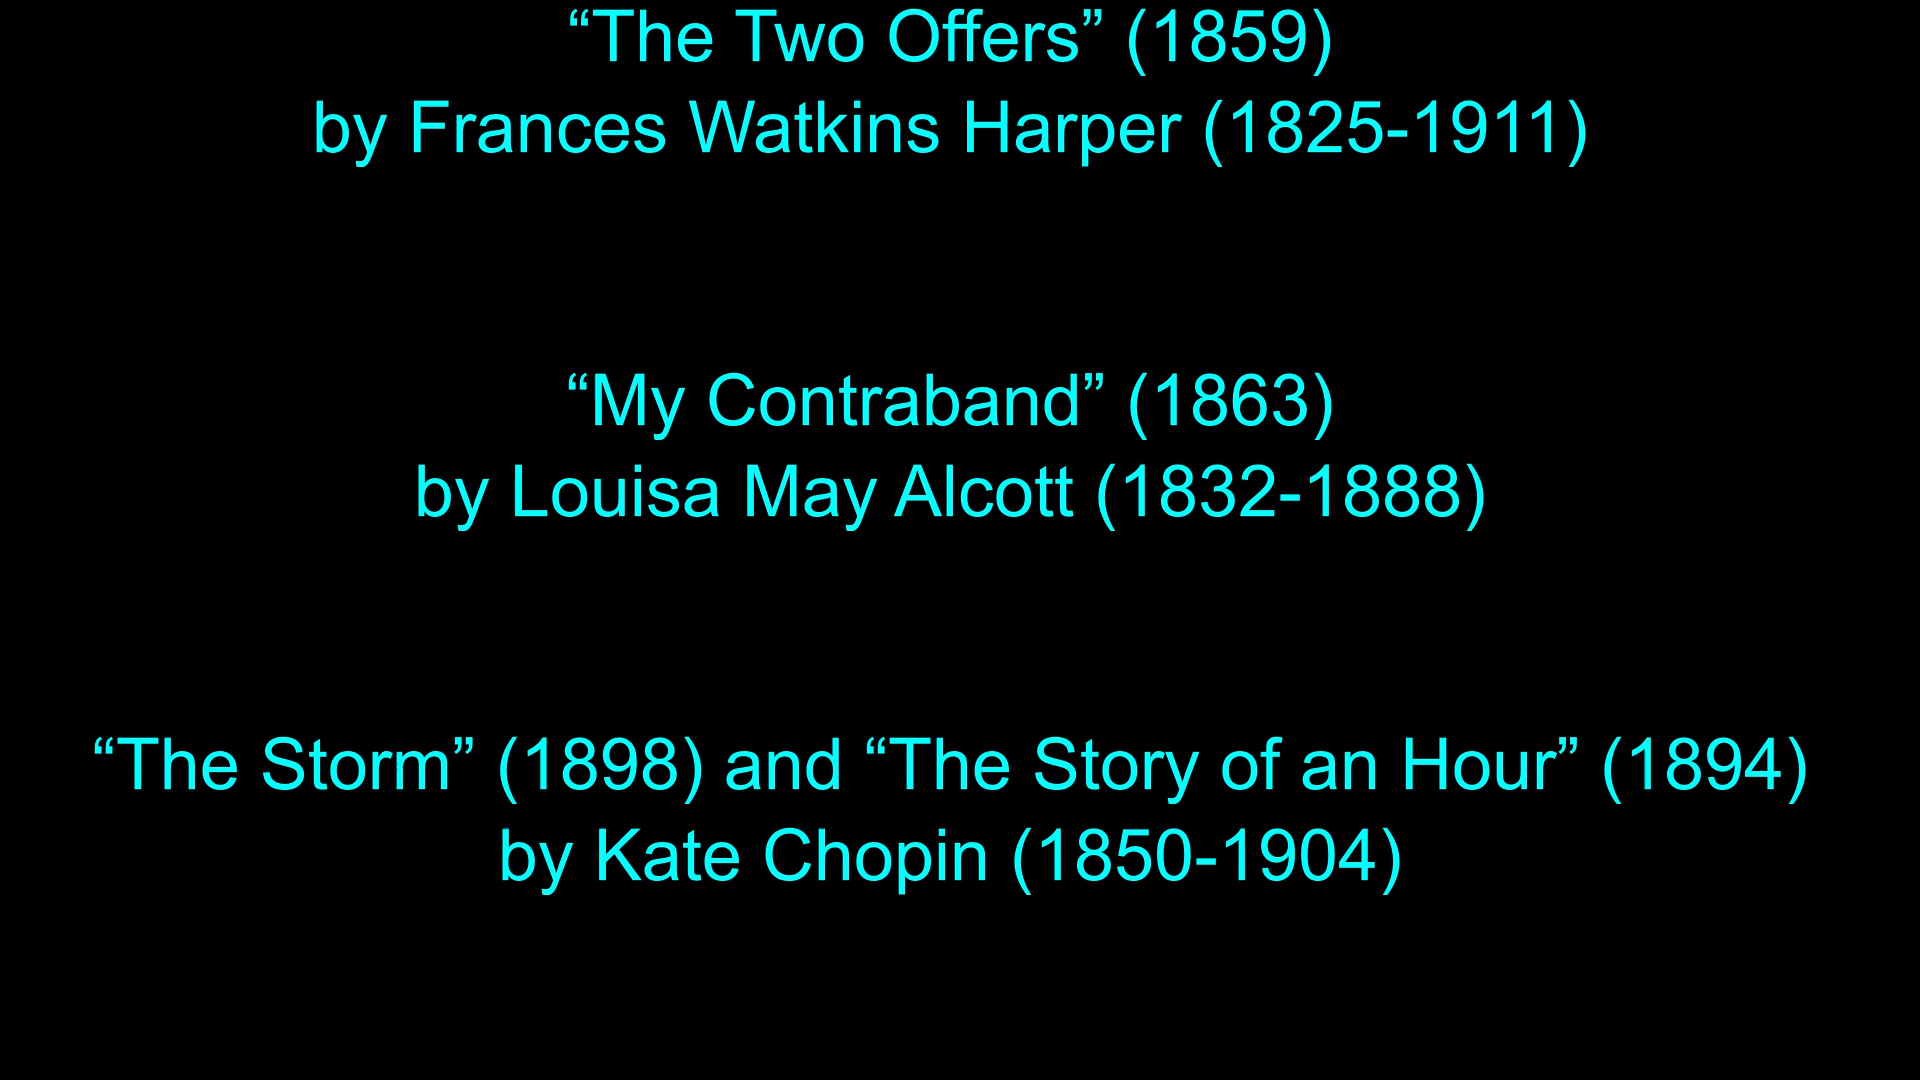 “The Two Offers” (1859)
by Frances Watkins Harper (1825-1911)
“My Contraband” (1863)
by Louisa May Alcott (1832-1888)
“The Storm” (1898) and “The Story of an Hour” (1894)
by Kate Chopin (1850-1904)